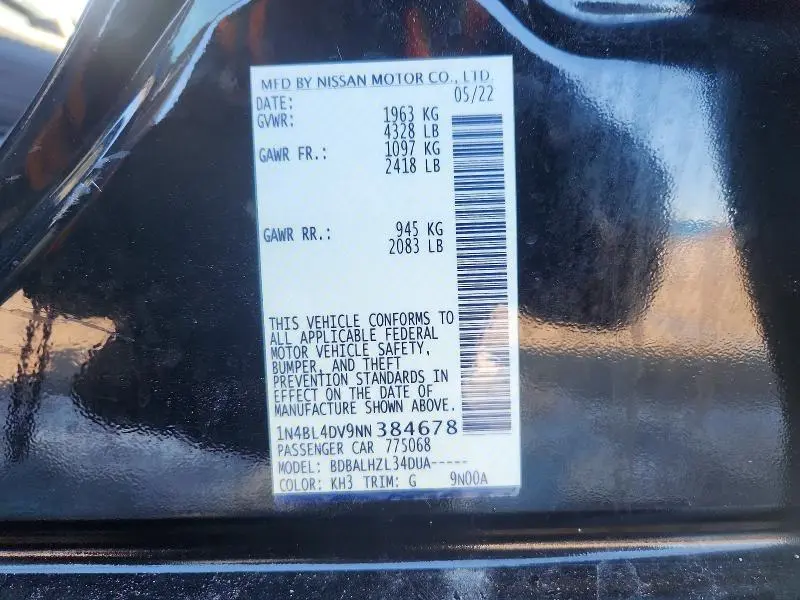 MFD BY NISSAN MOTOR CO., LTD.
DATE: 05/22
GVWR: 1963 KG
4328 LB
GAWR FR.: 1097 KG
2418 LB
GAWR RR.: 945 KG
2083 LB
THIS VEHICLE CONFORMS TO
ALL APPLICABLE FEDERAL
MOTOR VEHICLE SAFETY,
BUMPER, AND THEFT
PREVENTION STANDARDS IN
EFFECT ON THE DATE OF
MANUFACTURE SHOWN ABOVE.
1N4BL4DV9NN384678
PASSENGER CAR 775068
MODEL: BDBALHZL34DUA-----
COLOR: KH3 TRIM: G 9N00A